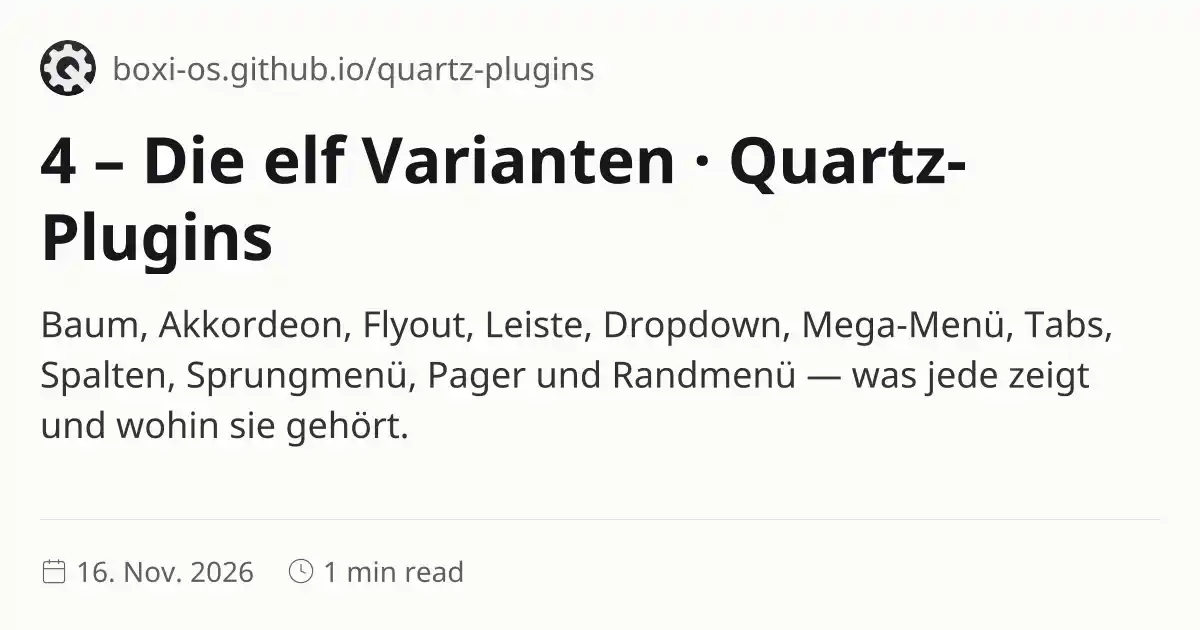 boxi-os.github.io/quartz-plugins
4 – Die elf Varianten · Quartz-
Plugins
Baum, Akkordeon, Flyout, Leiste, Dropdown, Mega-Menü, Tabs,
Spalten, Sprungmenü, Pager und Randmenü — was jede zeigt
und wohin sie gehört.
16. Nov. 2026 1 min read